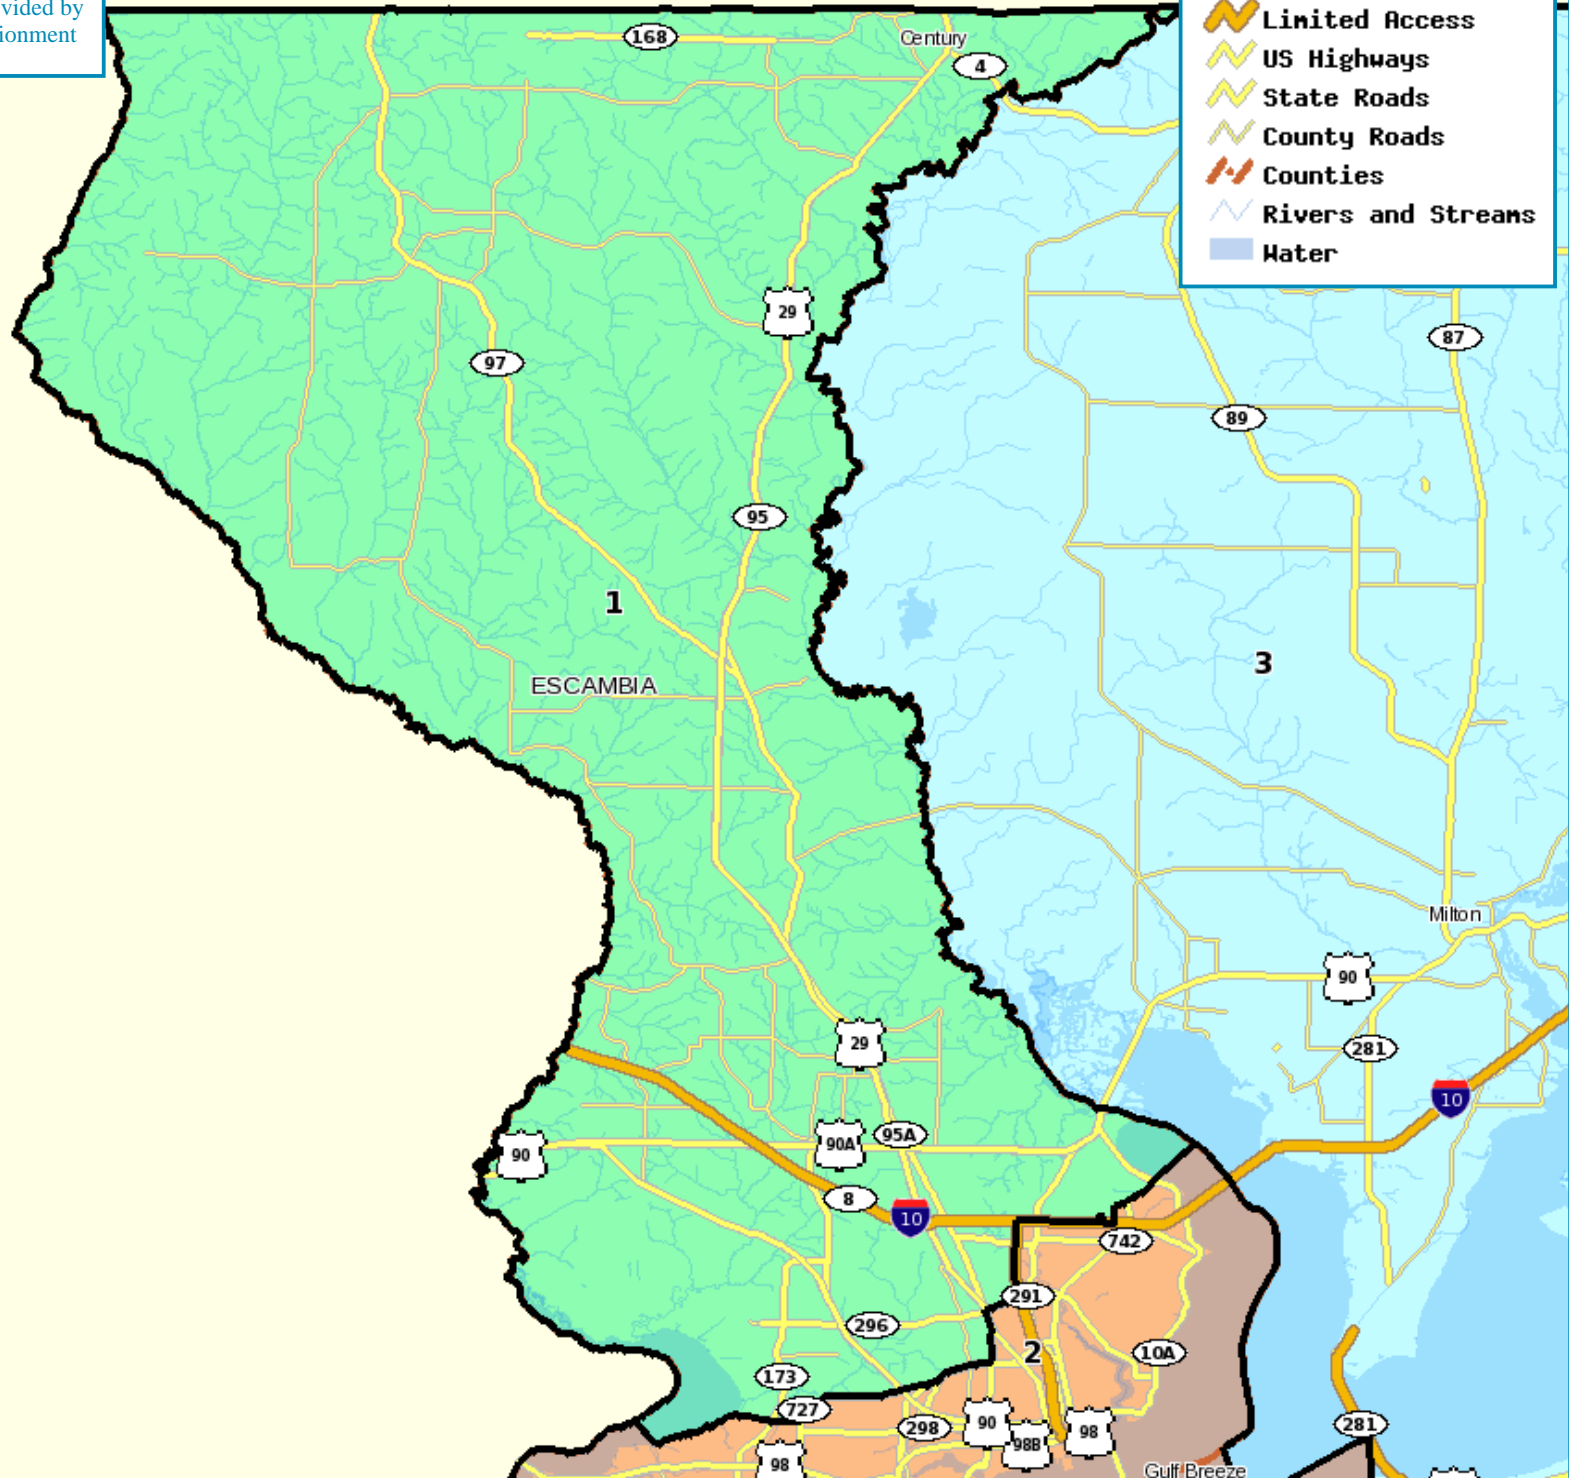 vided by
ionment
Limited Access
US Highways
State Roads
County Roads
Counties
Rivers and Streams
Water
168
Century
4
29
87
97
89
95
1
3
ESCAMBIA
Milton
90
29
281
10
90
90A
95A
8
10
742
291
296
2
10A
173
727
298
90
98B
98
98
281
Gulf Breeze